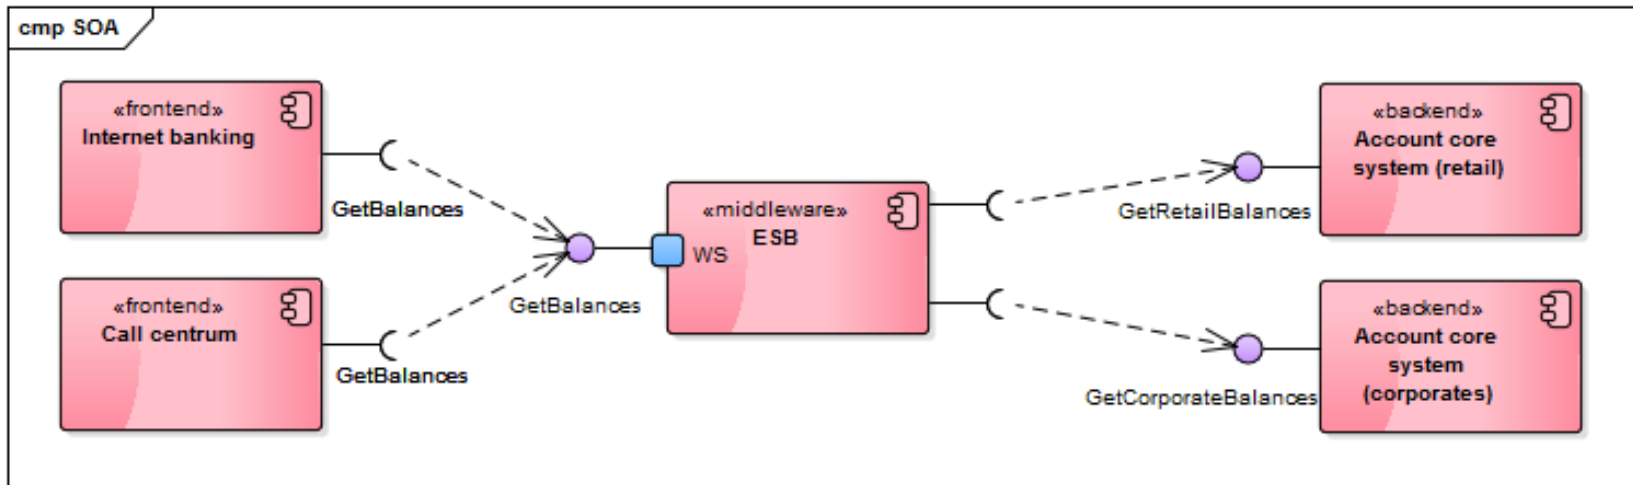 cmp SOA
«frontend»
Internet banking
GetBalances
«frontend»
Call centrum
GetBalances
GetBalances
«middleware»
ESB
WS
«backend»
Account core
system (retail)
GetRetailBalances
«backend»
Account core
system
(corporates)
GetCorporateBalances